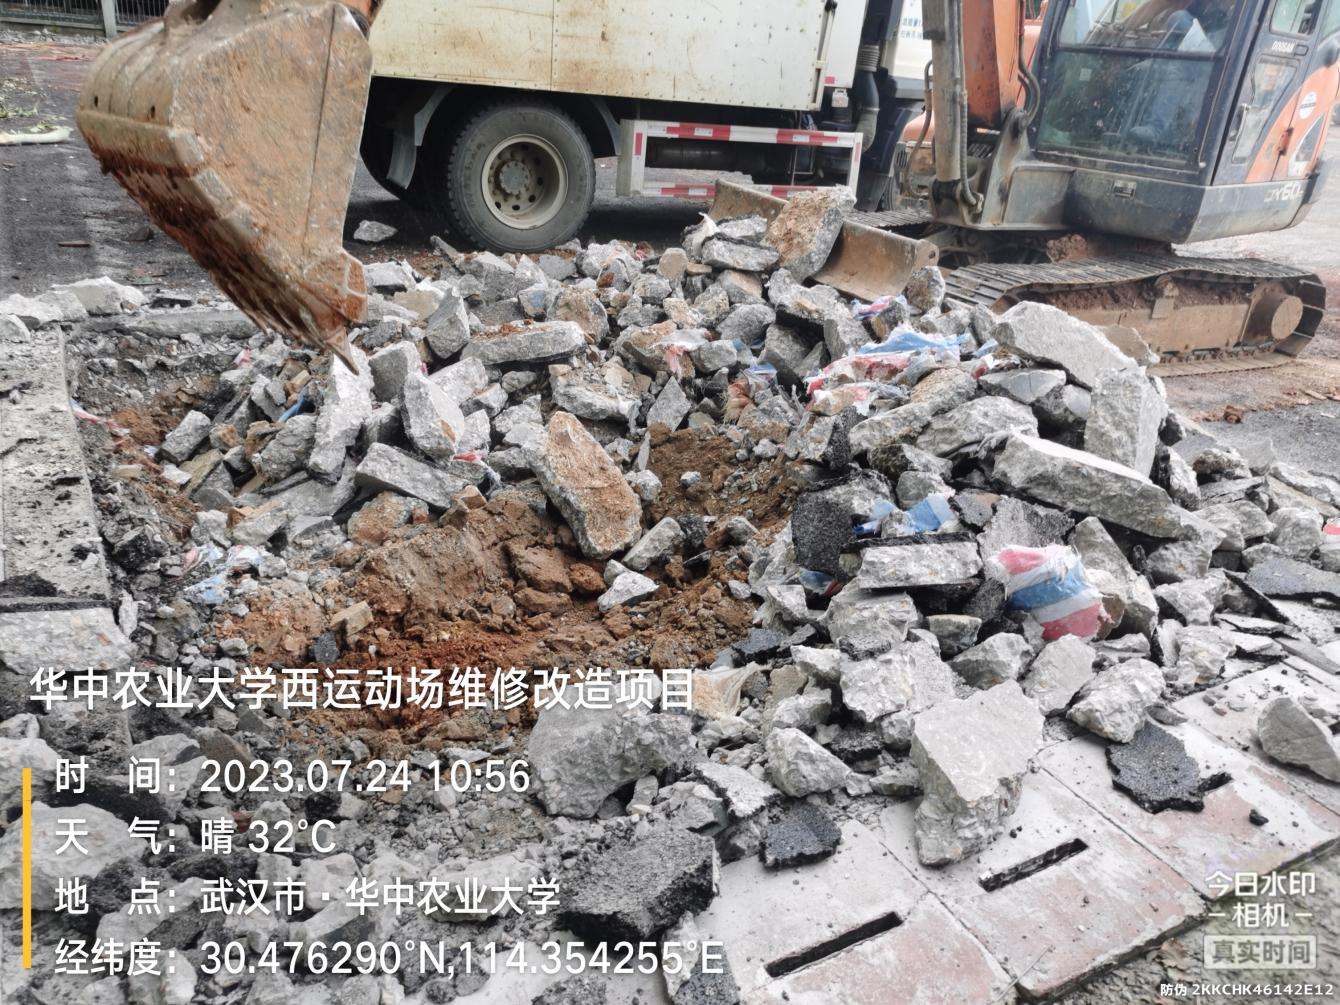 DOOSAN
DX60
华中农业大学西运动场维修改造项目
时 间：2023.07.24 10:56
天 气：晴 32℃
地 点：武汉市·华中农业大学
经纬度：30.476290°N,114.354255°E
今日水印
相机
真实时间
防伪 2KKCHK46142E12